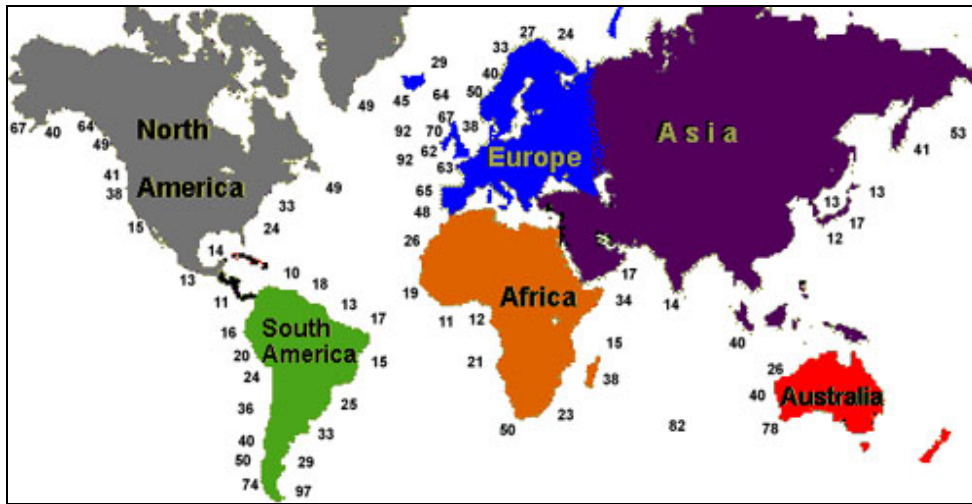 27 24
33
29
40
49 45 64 50
67 40 64 67 38 53
92 70
49 62 41
92 63
41
38 49 65 13
33 48 13
15 24 17
14 26 12
13 10 17
18 19 34 14
11 13
16 17 11 12 40
20 15 21 15
24 38 26
36 25 23 40
40 33 50 82 78
50 29
74 97
North
America
Europe
Asia
Africa
South
America
Australia